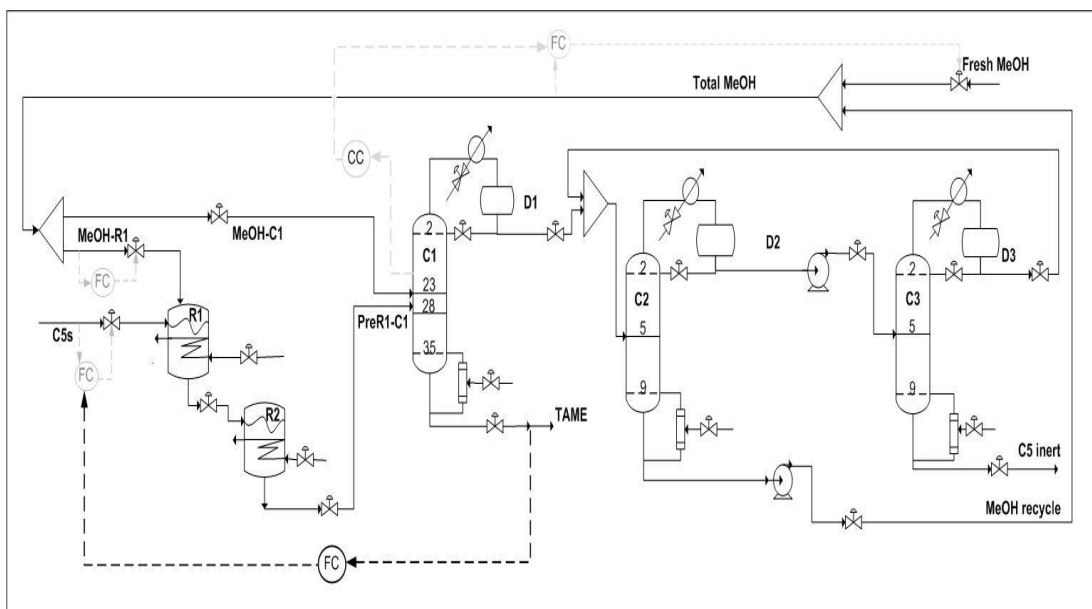 FC
Fresh MeOH
Total MeOH
CC
D1
2
MeOH-C1
MeOH-R1
C1
D2
D3
2
2
FC
23
C2
C3
R1
28
C5s
PreR1-C1
5
5
35
FC
9
9
R2
TAME
C5 inert
MeOH recycle
FC